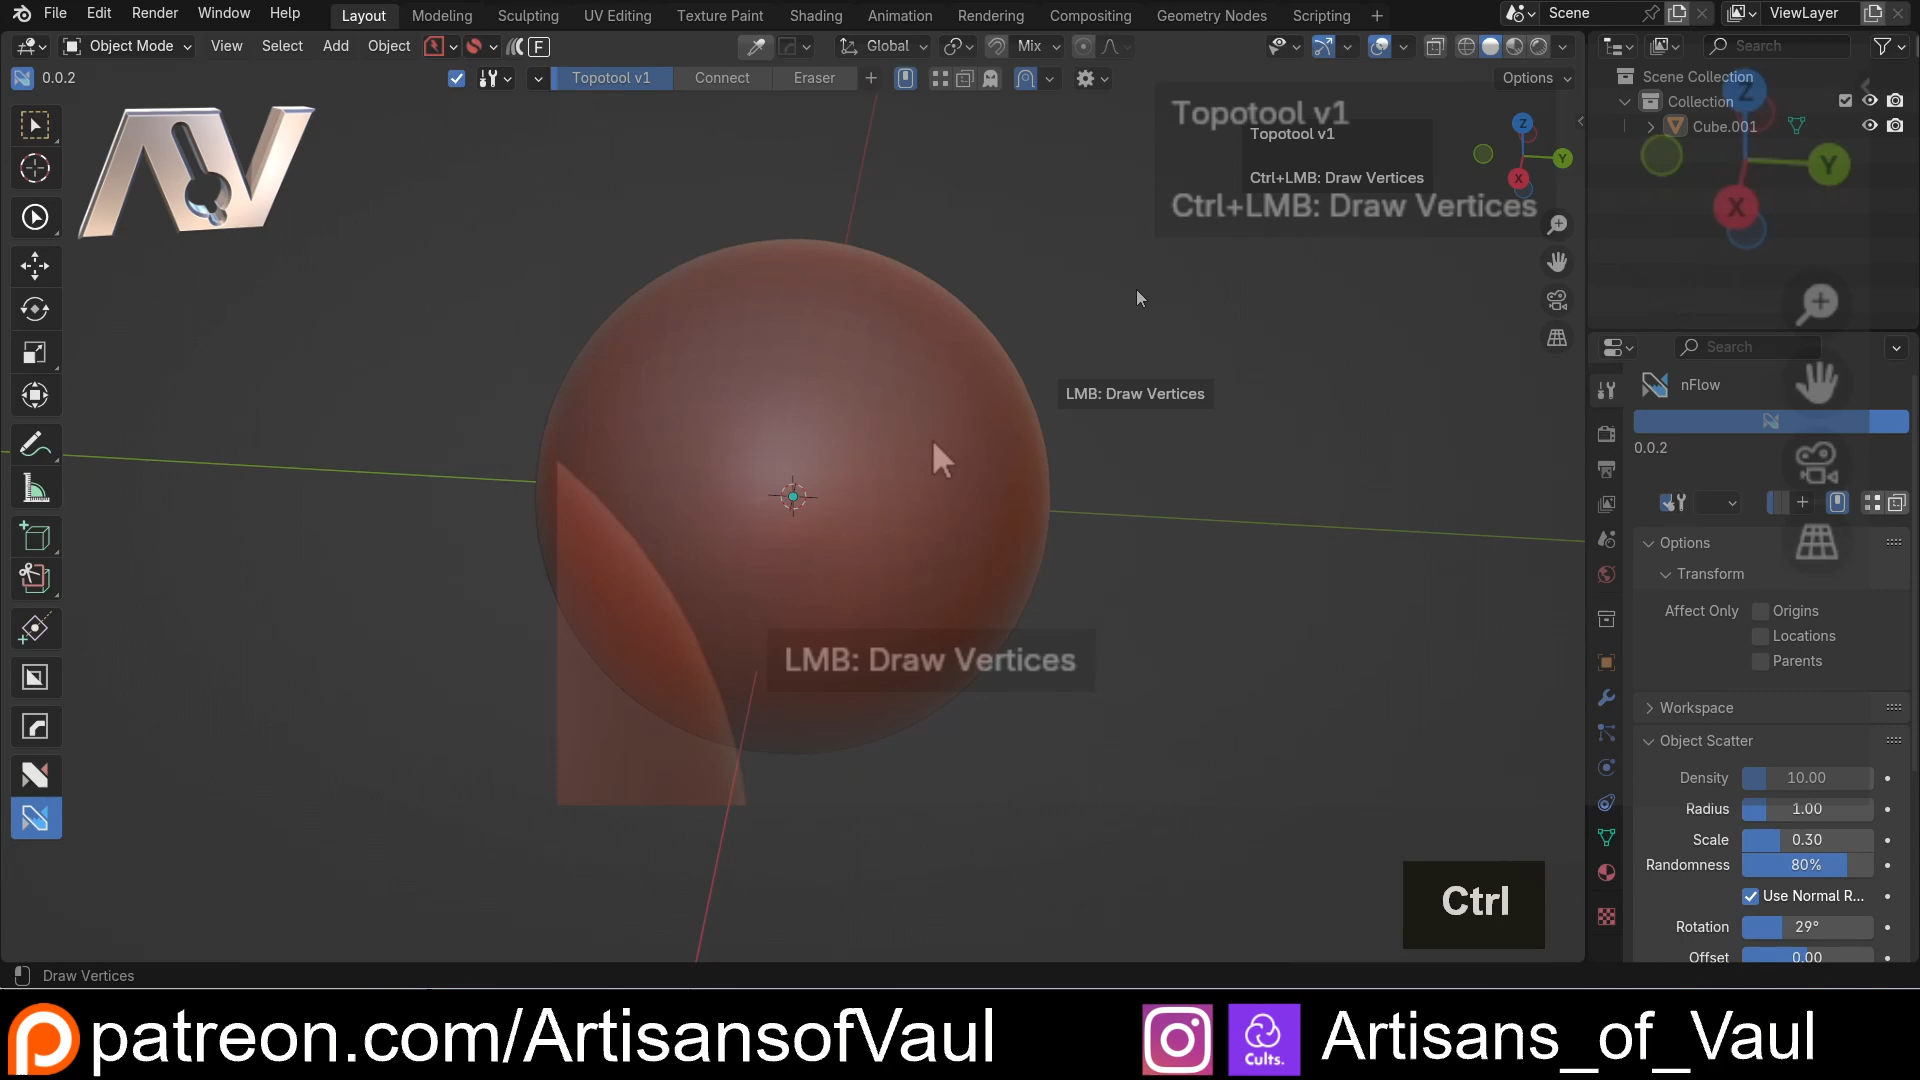 File Edit Render Window Help Layout Modeling Sculpting UV Editing Texture Paint Shading Animation Rendering Compositing Geometry Nodes Scripting + Scene ViewLayer
Object Mode View Select Add Object F Global Mix Search
0.0.2 Topotool v1 Connect Eraser + Options
Scene Collection
Collection
Cube.001
Topotool v1
Topotool v1
Ctrl+LMB: Draw Vertices
Ctrl+LMB: Draw Vertices
Z
Y
X
Z
Y
X
AV
LMB: Draw Vertices
LMB: Draw Vertices
Search
nFlow
0.0.2
Options
Transform
Affect Only Origins
Locations
Parents
Workspace
Object Scatter
Density 10.00
Radius 1.00
Scale 0.30
Randomness 80%
Use Normal R...
Rotation 29°
Offset 0.00
Ctrl
Draw Vertices
patreon.com/ArtisansofVaul
Cults.
Artisans_of_Vaul